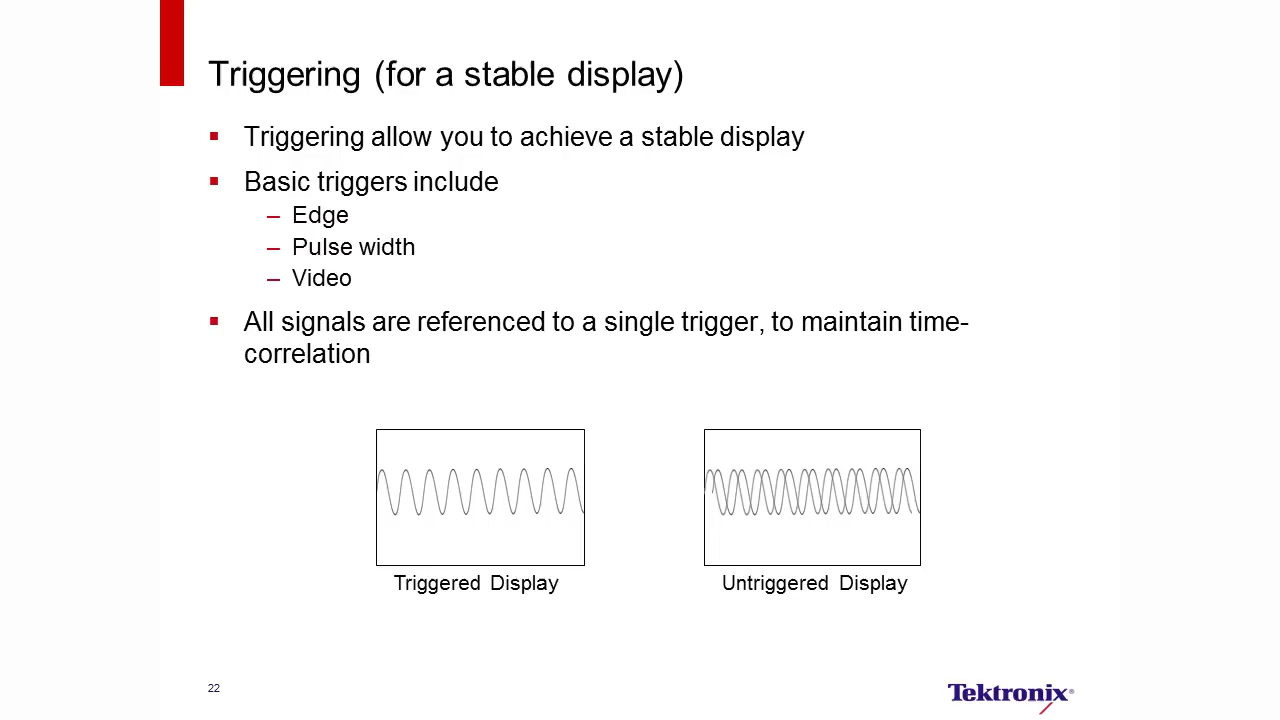 Triggering (for a stable display)
▪ Triggering allow you to achieve a stable display
▪ Basic triggers include
– Edge
– Pulse width
– Video
▪ All signals are referenced to a single trigger, to maintain time-
correlation
Triggered Display
Untriggered Display
22
Tektronix®